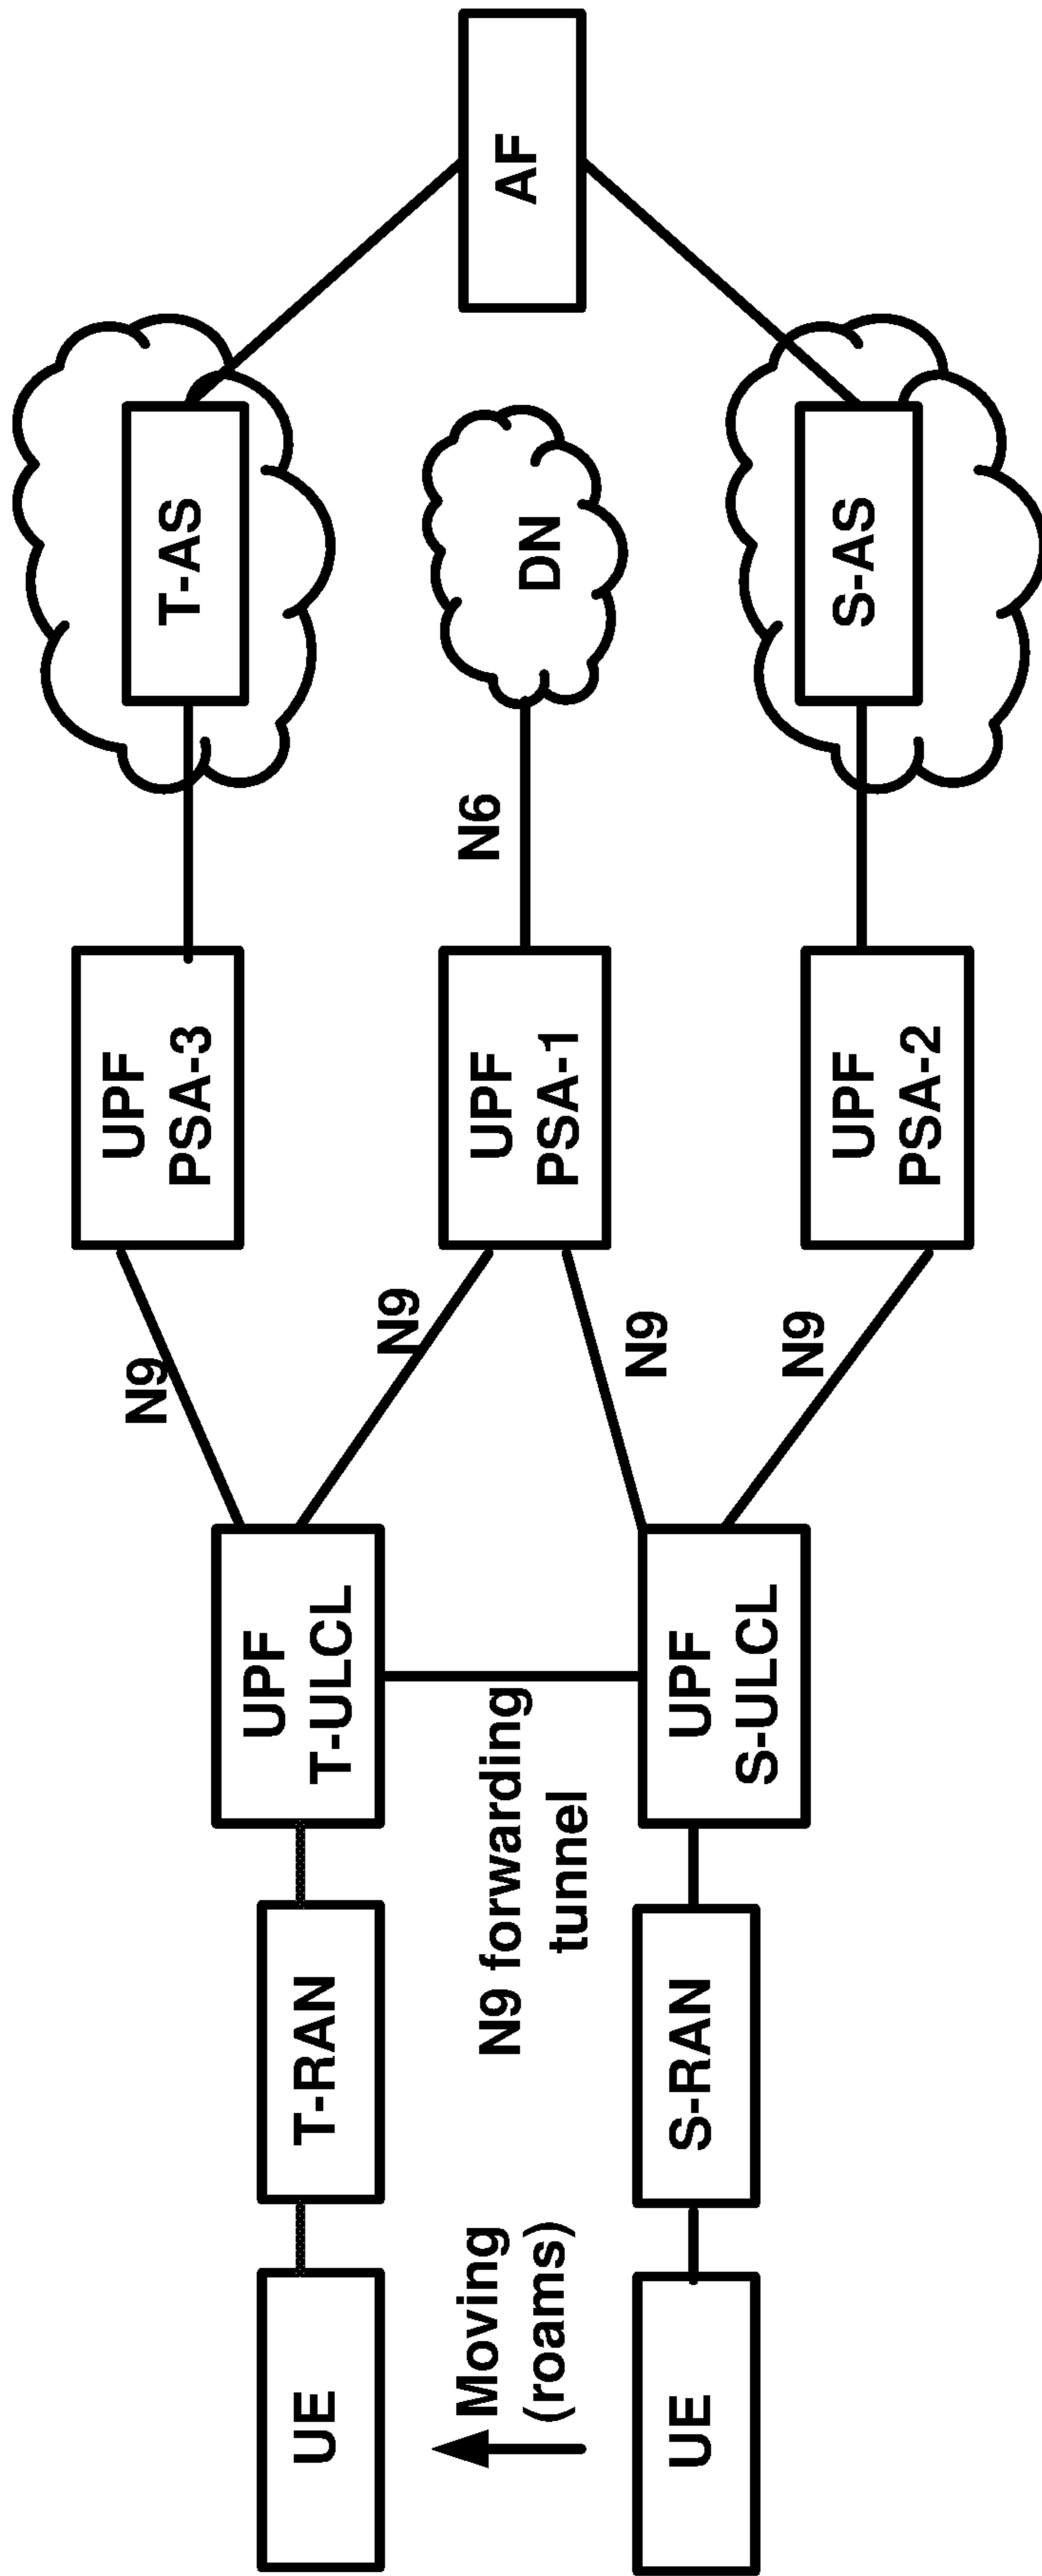 UE
T-RAN
UPF
T-ULCL
N9
UPF
PSA-3
T-AS
Moving
(roams)
N9 forwarding
tunnel
N9
UPF
PSA-1
N6
DN
AF
UE
S-RAN
UPF
S-ULCL
N9
N9
UPF
PSA-2
S-AS